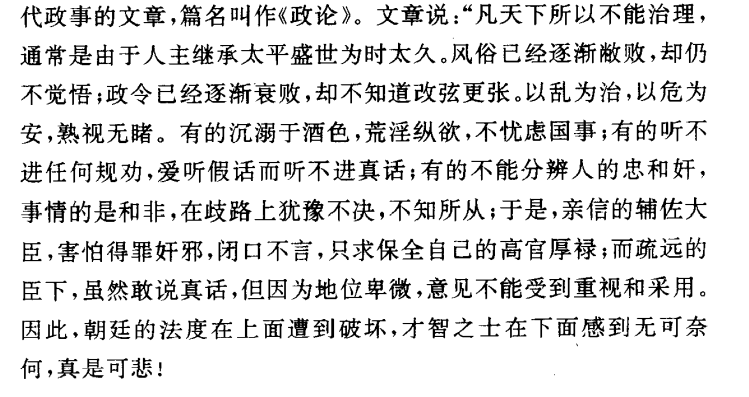 代政事的文章,篇名叫作《政论》。文章说:“凡天下所以不能治理,
通常是由于人主继承太平盛世为时太久。风俗已经逐渐敝败,却仍
不觉悟;政令已经逐渐衰败,却不知道改弦更张。以乱为治,以危为
安,熟视无睹。有的沉溺于酒色,荒淫纵欲,不忧虑国事;有的听不
进任何规劝,爱听假话而听不进真话;有的不能分辨人的忠和奸,
事情的是和非,在歧路上犹豫不决,不知所从;于是,亲信的辅佐大
臣,害怕得罪奸邪,闭口不言,只求保全自己的高官厚禄;而疏远的
臣下,虽然敢说真话,但因为地位卑微,意见不能受到重视和采用。
因此,朝廷的法度在上面遭到破坏,才智之士在下面感到无可奈
何,真是可悲!